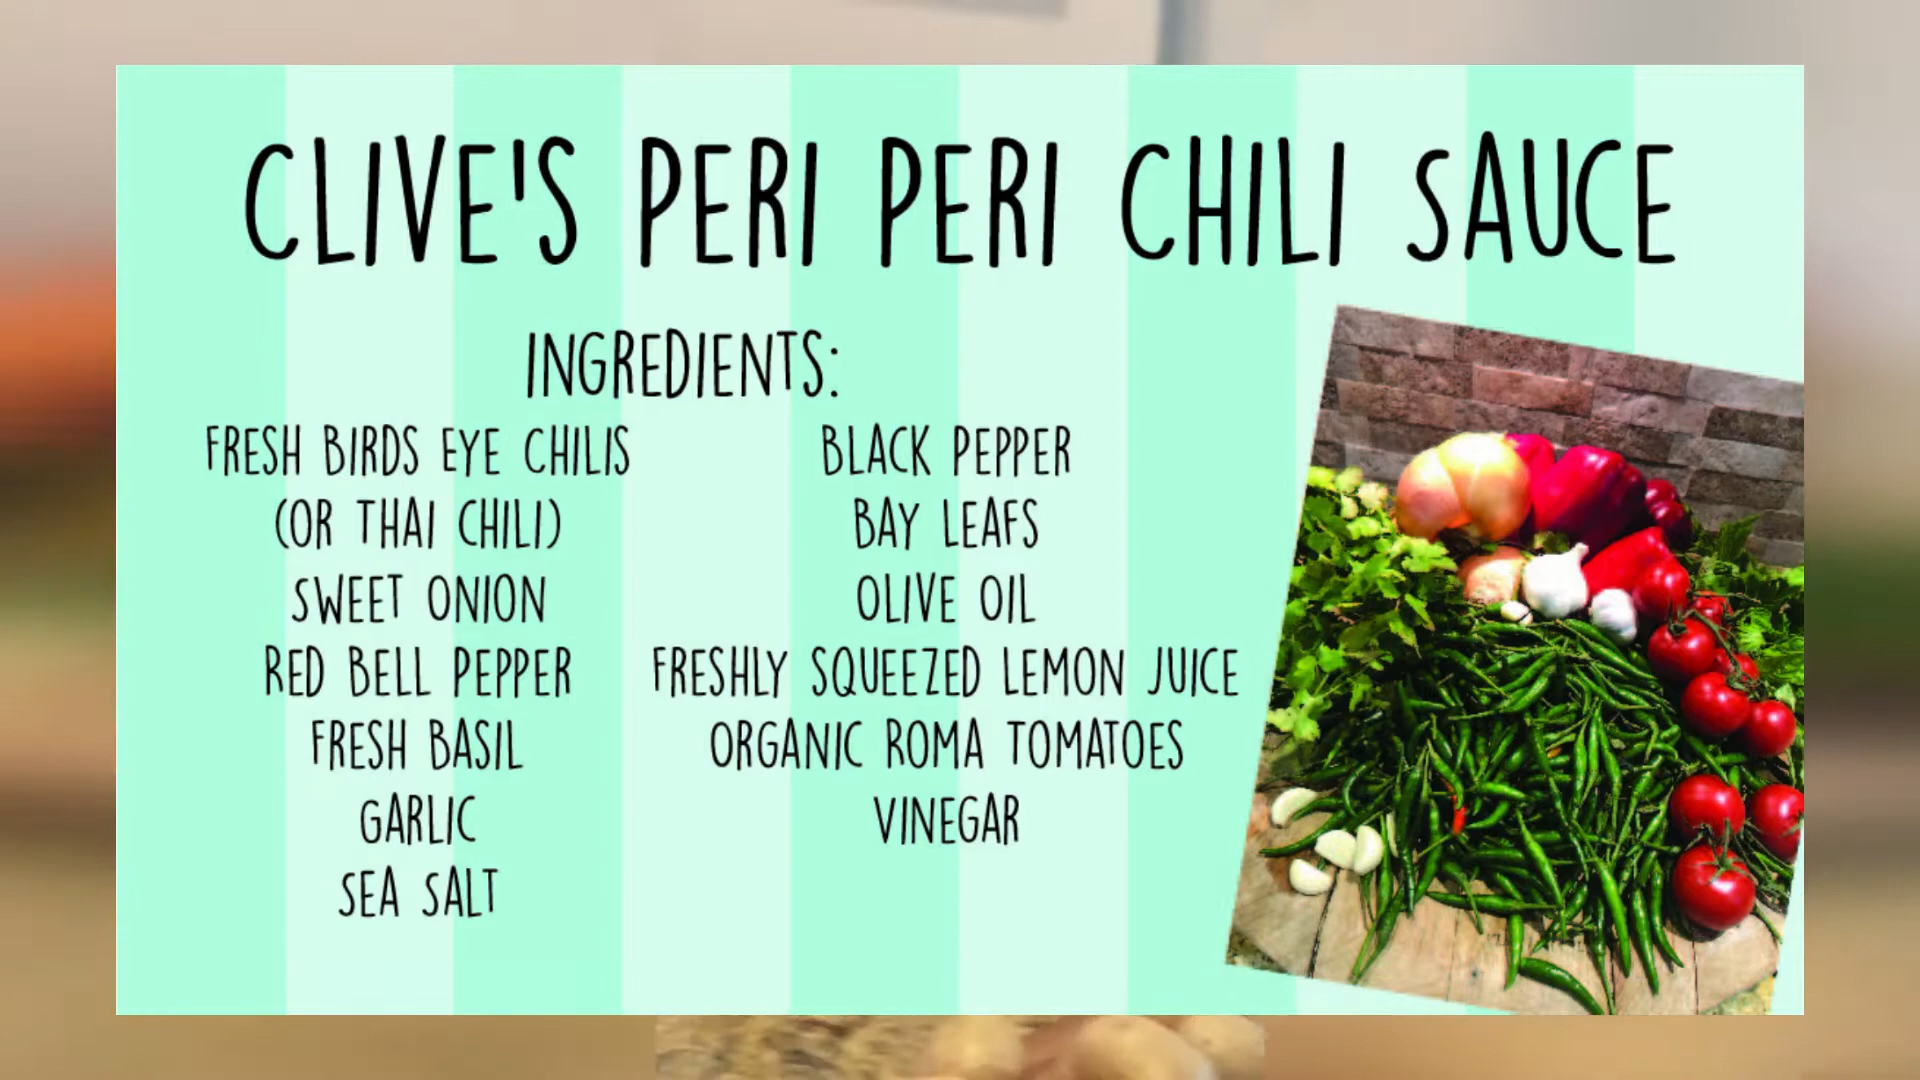 CLIVE'S PERI PERI CHILI SAUCE
INGREDIENTS:
FRESH BIRDS EYE CHILIS
(OR THAI CHILI)
SWEET ONION
RED BELL PEPPER
FRESH BASIL
GARLIC
SEA SALT
BLACK PEPPER
BAY LEAFS
OLIVE OIL
FRESHLY SQUEEZED LEMON JUICE
ORGANIC ROMA TOMATOES
VINEGAR